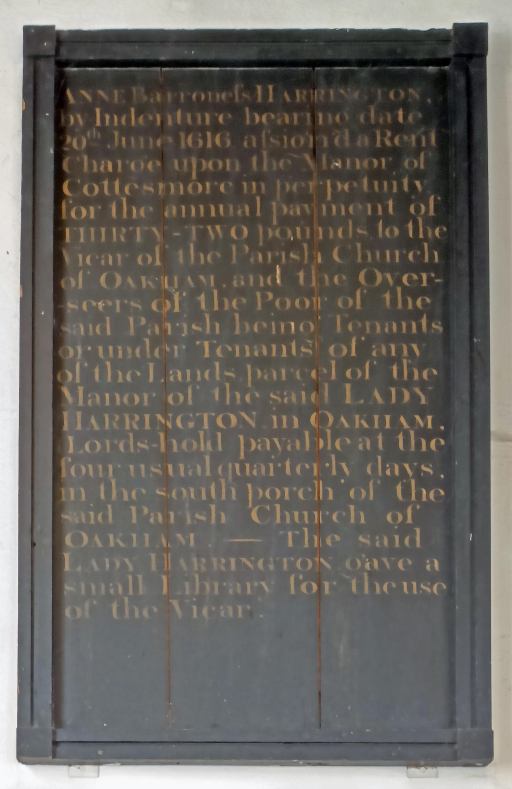 ANNE Barroneſs HARRINGTON,
by Indenture bearing date
20th June 1616 aſsign'd a Rent
Charge upon the Manor of
Cottesmore in perpetuity
for the annual payment of
THIRTY-TWO pounds to the
Vicar of the Parish Church
of OAKHAM, and the Over-
-seers of the Poor of the
said Parish being Tenants
or under Tenants of any
of the Lands parcel of the
Manor of the said LADY
HARRINGTON in OAKHAM,
Lords-hold payable at the
four usual quarterly days,
in the south porch of the
said Parish Church of
OAKHAM — The said
LADY HARRINGTON gave a
small Library for the use
of the Vicar.